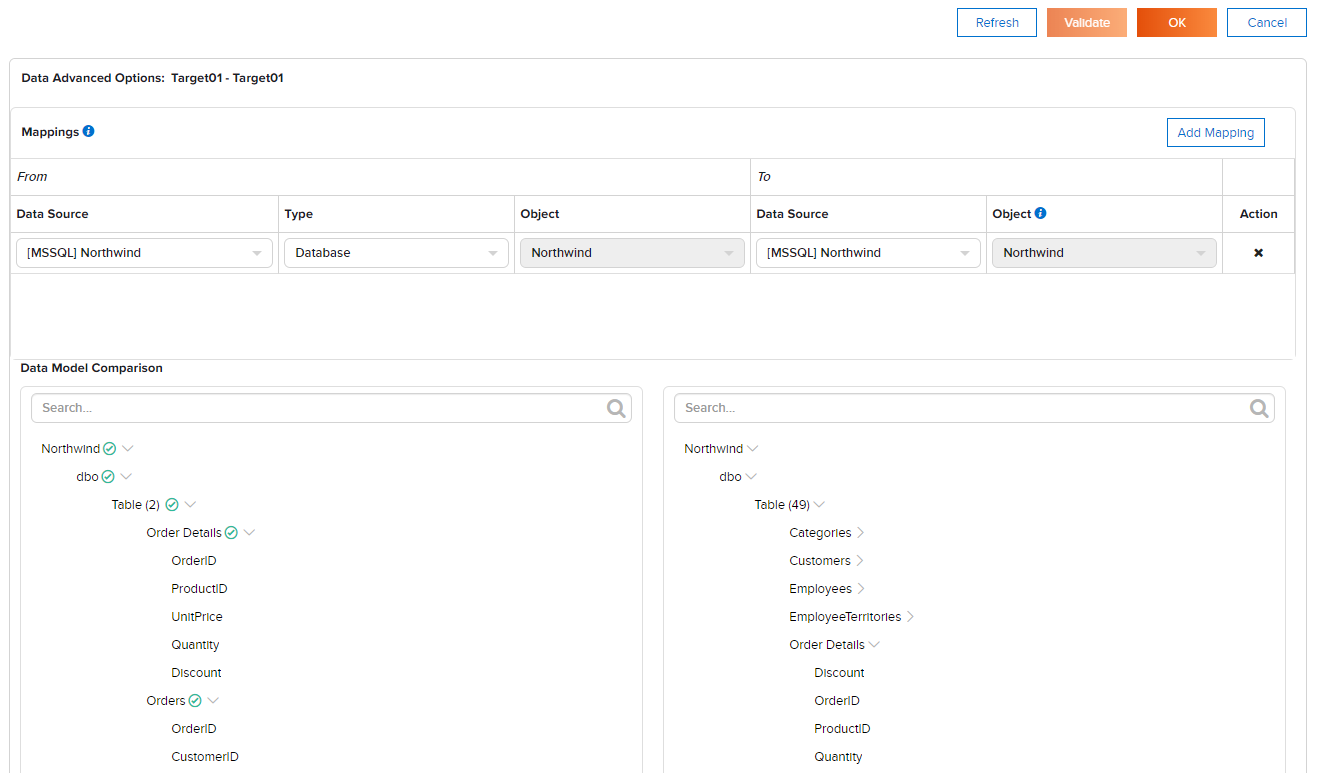 Refresh Validate OK Cancel
Data Advanced Options: Target01 - Target01
Mappings Add Mapping
From To
Data Source Type Object Data Source Object Action
[MSSQL] Northwind Database Northwind [MSSQL] Northwind Northwind
Data Model Comparison
Search...
Northwind
dbo
Table (2)
Order Details
OrderID
ProductID
UnitPrice
Quantity
Discount
Orders
OrderID
CustomerID
Search...
Northwind
dbo
Table (49)
Categories
Customers
Employees
EmployeeTerritories
Order Details
Discount
OrderID
ProductID
Quantity